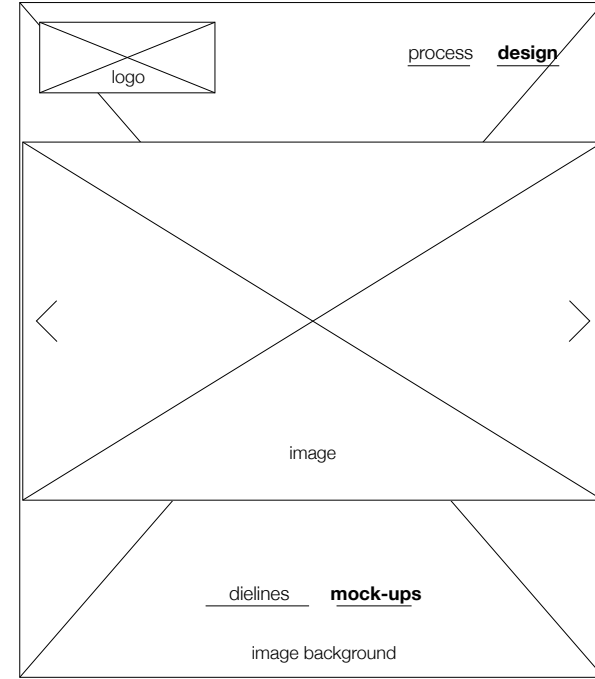 process design
logo
image
dielines mock-ups
image background